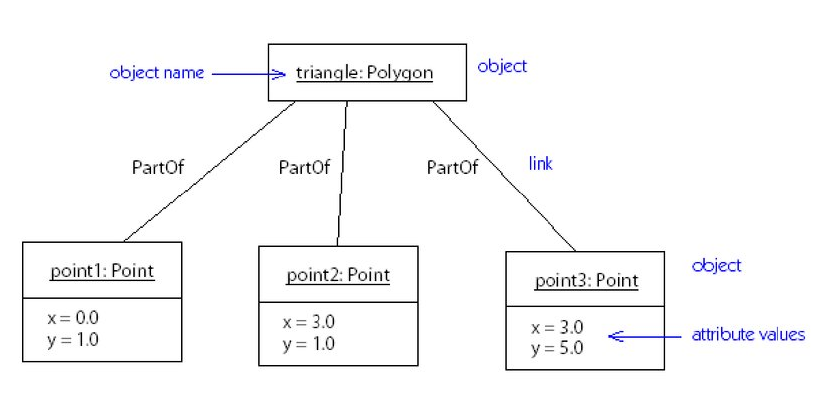 object name
triangle: Polygon
object
PartOf
PartOf
PartOf
link
point1: Point
x = 0.0
y = 1.0
point2: Point
x = 3.0
y = 1.0
point3: Point
x = 3.0
y = 5.0
object
attribute values